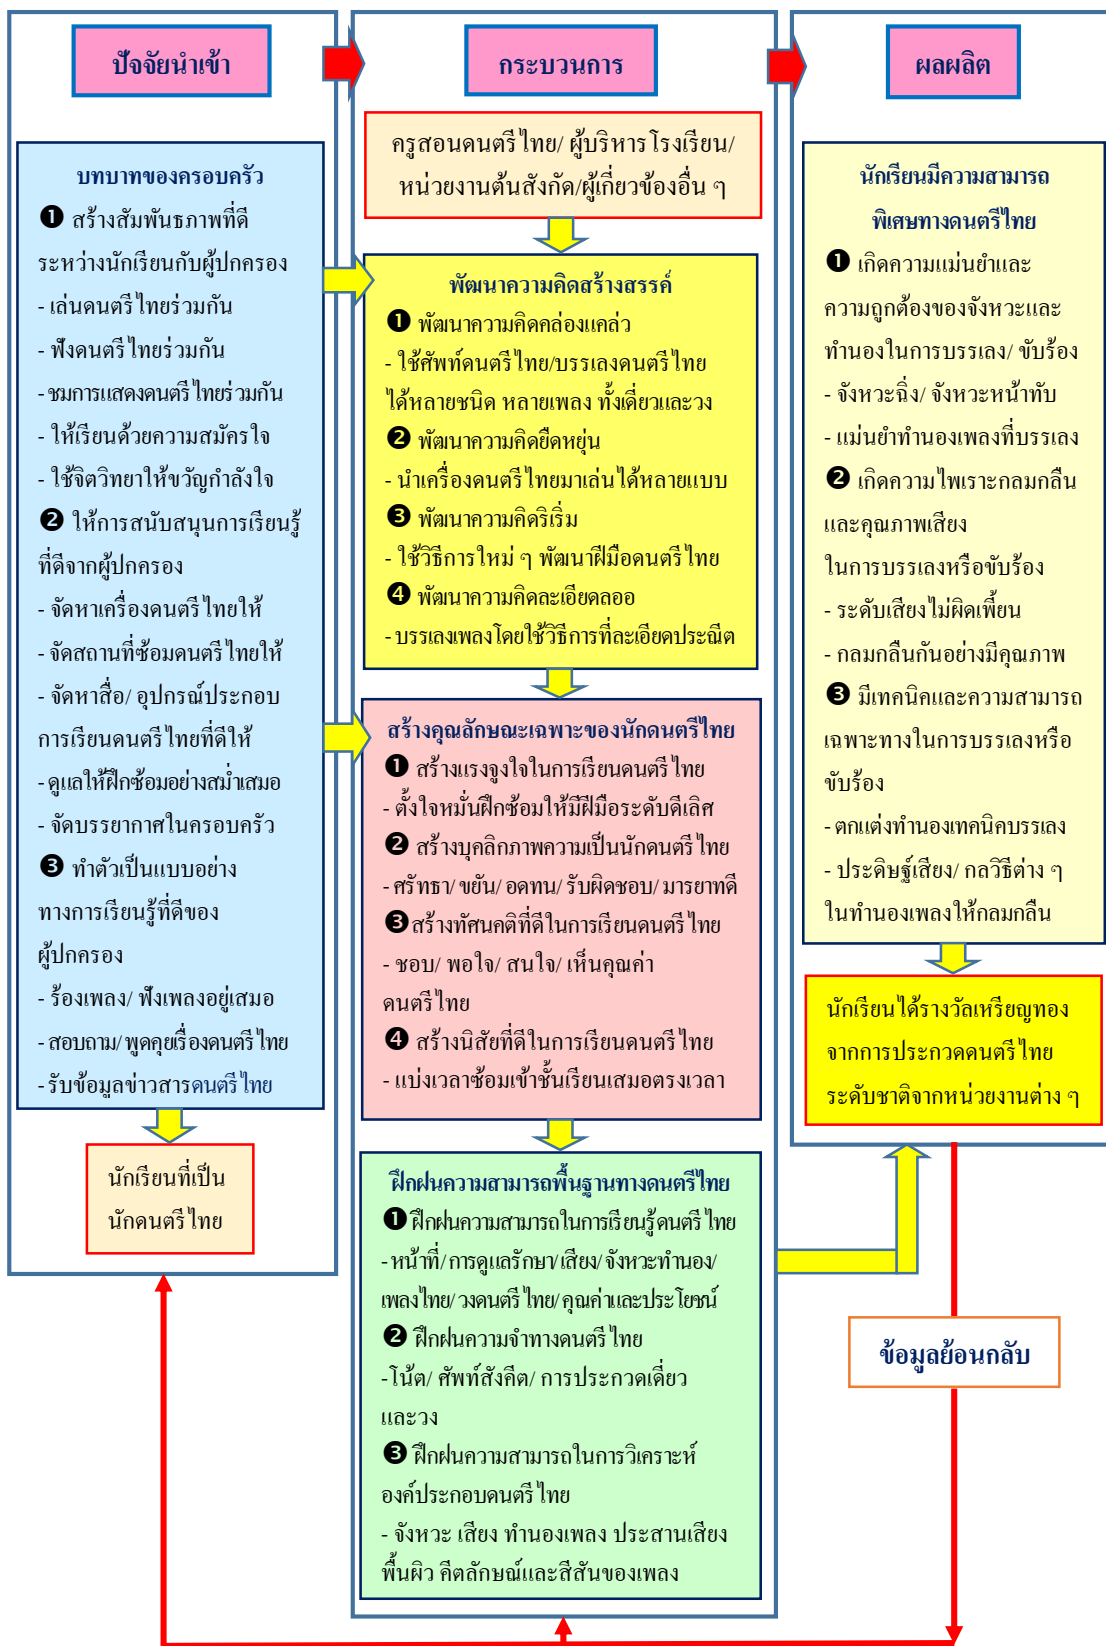 ปัจจัยนำเข้า
กระบวนการ
ผลผลิต
บทบาทของครอบครัว
❶ สร้างสัมพันธภาพที่ดี
ระหว่างนักเรียนกับผู้ปกครอง
- เล่นดนตรีไทยร่วมกัน
- ฟังดนตรีไทยร่วมกัน
- ชมการแสดงดนตรีไทยร่วมกัน
- ให้เรียนด้วยความสมัครใจ
- ใช้จิตวิทยาให้ขวัญกำลังใจ
❷ ให้การสนับสนุนการเรียนรู้
ที่ดีจากผู้ปกครอง
- จัดหาเครื่องดนตรีไทยให้
- จัดสถานที่ซ้อมดนตรีไทยให้
- จัดหาสื่อ/ อุปกรณ์ประกอบ
การเรียนดนตรีไทยที่ดีให้
- ดูแลให้ฝึกซ้อมอย่างสม่ำเสมอ
- จัดบรรยากาศในครอบครัว
❸ ทำตัวเป็นแบบอย่าง
ทางการเรียนรู้ที่ดีของ
ผู้ปกครอง
- ร้องเพลง/ ฟังเพลงอยู่เสมอ
- สอบถาม/ พูดคุยเรื่องดนตรีไทย
- รับข้อมูลข่าวสารดนตรีไทย
นักเรียนที่เป็น
นักดนตรีไทย
ครูสอนดนตรีไทย/ ผู้บริหารโรงเรียน/
หน่วยงานต้นสังกัด/ผู้เกี่ยวข้องอื่น ๆ
พัฒนาความคิดสร้างสรรค์
❶ พัฒนาความคิดคล่องแคล่ว
- ใช้ศัพท์ดนตรีไทย/บรรเลงดนตรีไทย
ได้หลายชนิด หลายเพลง ทั้งเดี่ยวและวง
❷ พัฒนาความคิดยืดหยุ่น
- นำเครื่องดนตรีไทยมาเล่นได้หลายแบบ
❸ พัฒนาความคิดริเริ่ม
- ใช้วิธีการใหม่ ๆ พัฒนาฝีมือดนตรีไทย
❹ พัฒนาความคิดละเอียดลออ
- บรรเลงเพลงโดยใช้วิธีการที่ละเอียดประณีต
สร้างคุณลักษณะเฉพาะของนักดนตรีไทย
❶ สร้างแรงจูงใจในการเรียนดนตรีไทย
- ตั้งใจหมั่นฝึกซ้อมให้มีฝีมือระดับดีเลิศ
❷ สร้างบุคลิกภาพความเป็นนักดนตรีไทย
- ศรัทธา/ ขยัน/ อดทน/ รับผิดชอบ/ มารยาทดี
❸สร้างทัศนคติที่ดีในการเรียนดนตรีไทย
- ชอบ/ พอใจ/ สนใจ/ เห็นคุณค่า
ดนตรีไทย
❹ สร้างนิสัยที่ดีในการเรียนดนตรีไทย
- แบ่งเวลาซ้อมเข้าชั้นเรียนเสมอตรงเวลา
ฝึกฝนความสามารถพื้นฐานทางดนตรีไทย
❶ ฝึกฝนความสามารถในการเรียนรู้ดนตรีไทย
- หน้าที่/ การดูแลรักษา/ เสียง/ จังหวะทำนอง/
เพลงไทย/ วงดนตรีไทย/ คุณค่าและประโยชน์
❷ ฝึกฝนความจำทางดนตรีไทย
-โน้ต/ ศัพท์สังคีต/ การประกวดเดี่ยว
และวง
❸ ฝึกฝนความสามารถในการวิเคราะห์
องค์ประกอบดนตรีไทย
- จังหวะ เสียง ทำนองเพลง ประสานเสียง
พื้นผิว คีตลักษณ์และสีสันของเพลง
นักเรียนมีความสามารถ
พิเศษทางดนตรีไทย
❶ เกิดความแม่นยำและ
ความถูกต้องของจังหวะและ
ทำนองในการบรรเลง/ ขับร้อง
- จังหวะฉิ่ง/ จังหวะหน้าทับ
- แม่นยำทำนองเพลงที่บรรเลง
❷ เกิดความไพเราะกลมกลืน
และคุณภาพเสียง
ในการบรรเลงหรือขับร้อง
- ระดับเสียงไม่ผิดเพี้ยน
- กลมกลืนกันอย่างมีคุณภาพ
❸ มีเทคนิคและความสามารถ
เฉพาะทางในการบรรเลงหรือ
ขับร้อง
- ตกแต่งทำนองเทคนิคบรรเลง
- ประดิษฐ์เสียง/ กลวิธีต่าง ๆ
ในทำนองเพลงให้กลมกลืน
นักเรียนได้รางวัลเหรียญทอง
จากการประกวดดนตรีไทย
ระดับชาติจากหน่วยงานต่าง ๆ
ข้อมูลย้อนกลับ